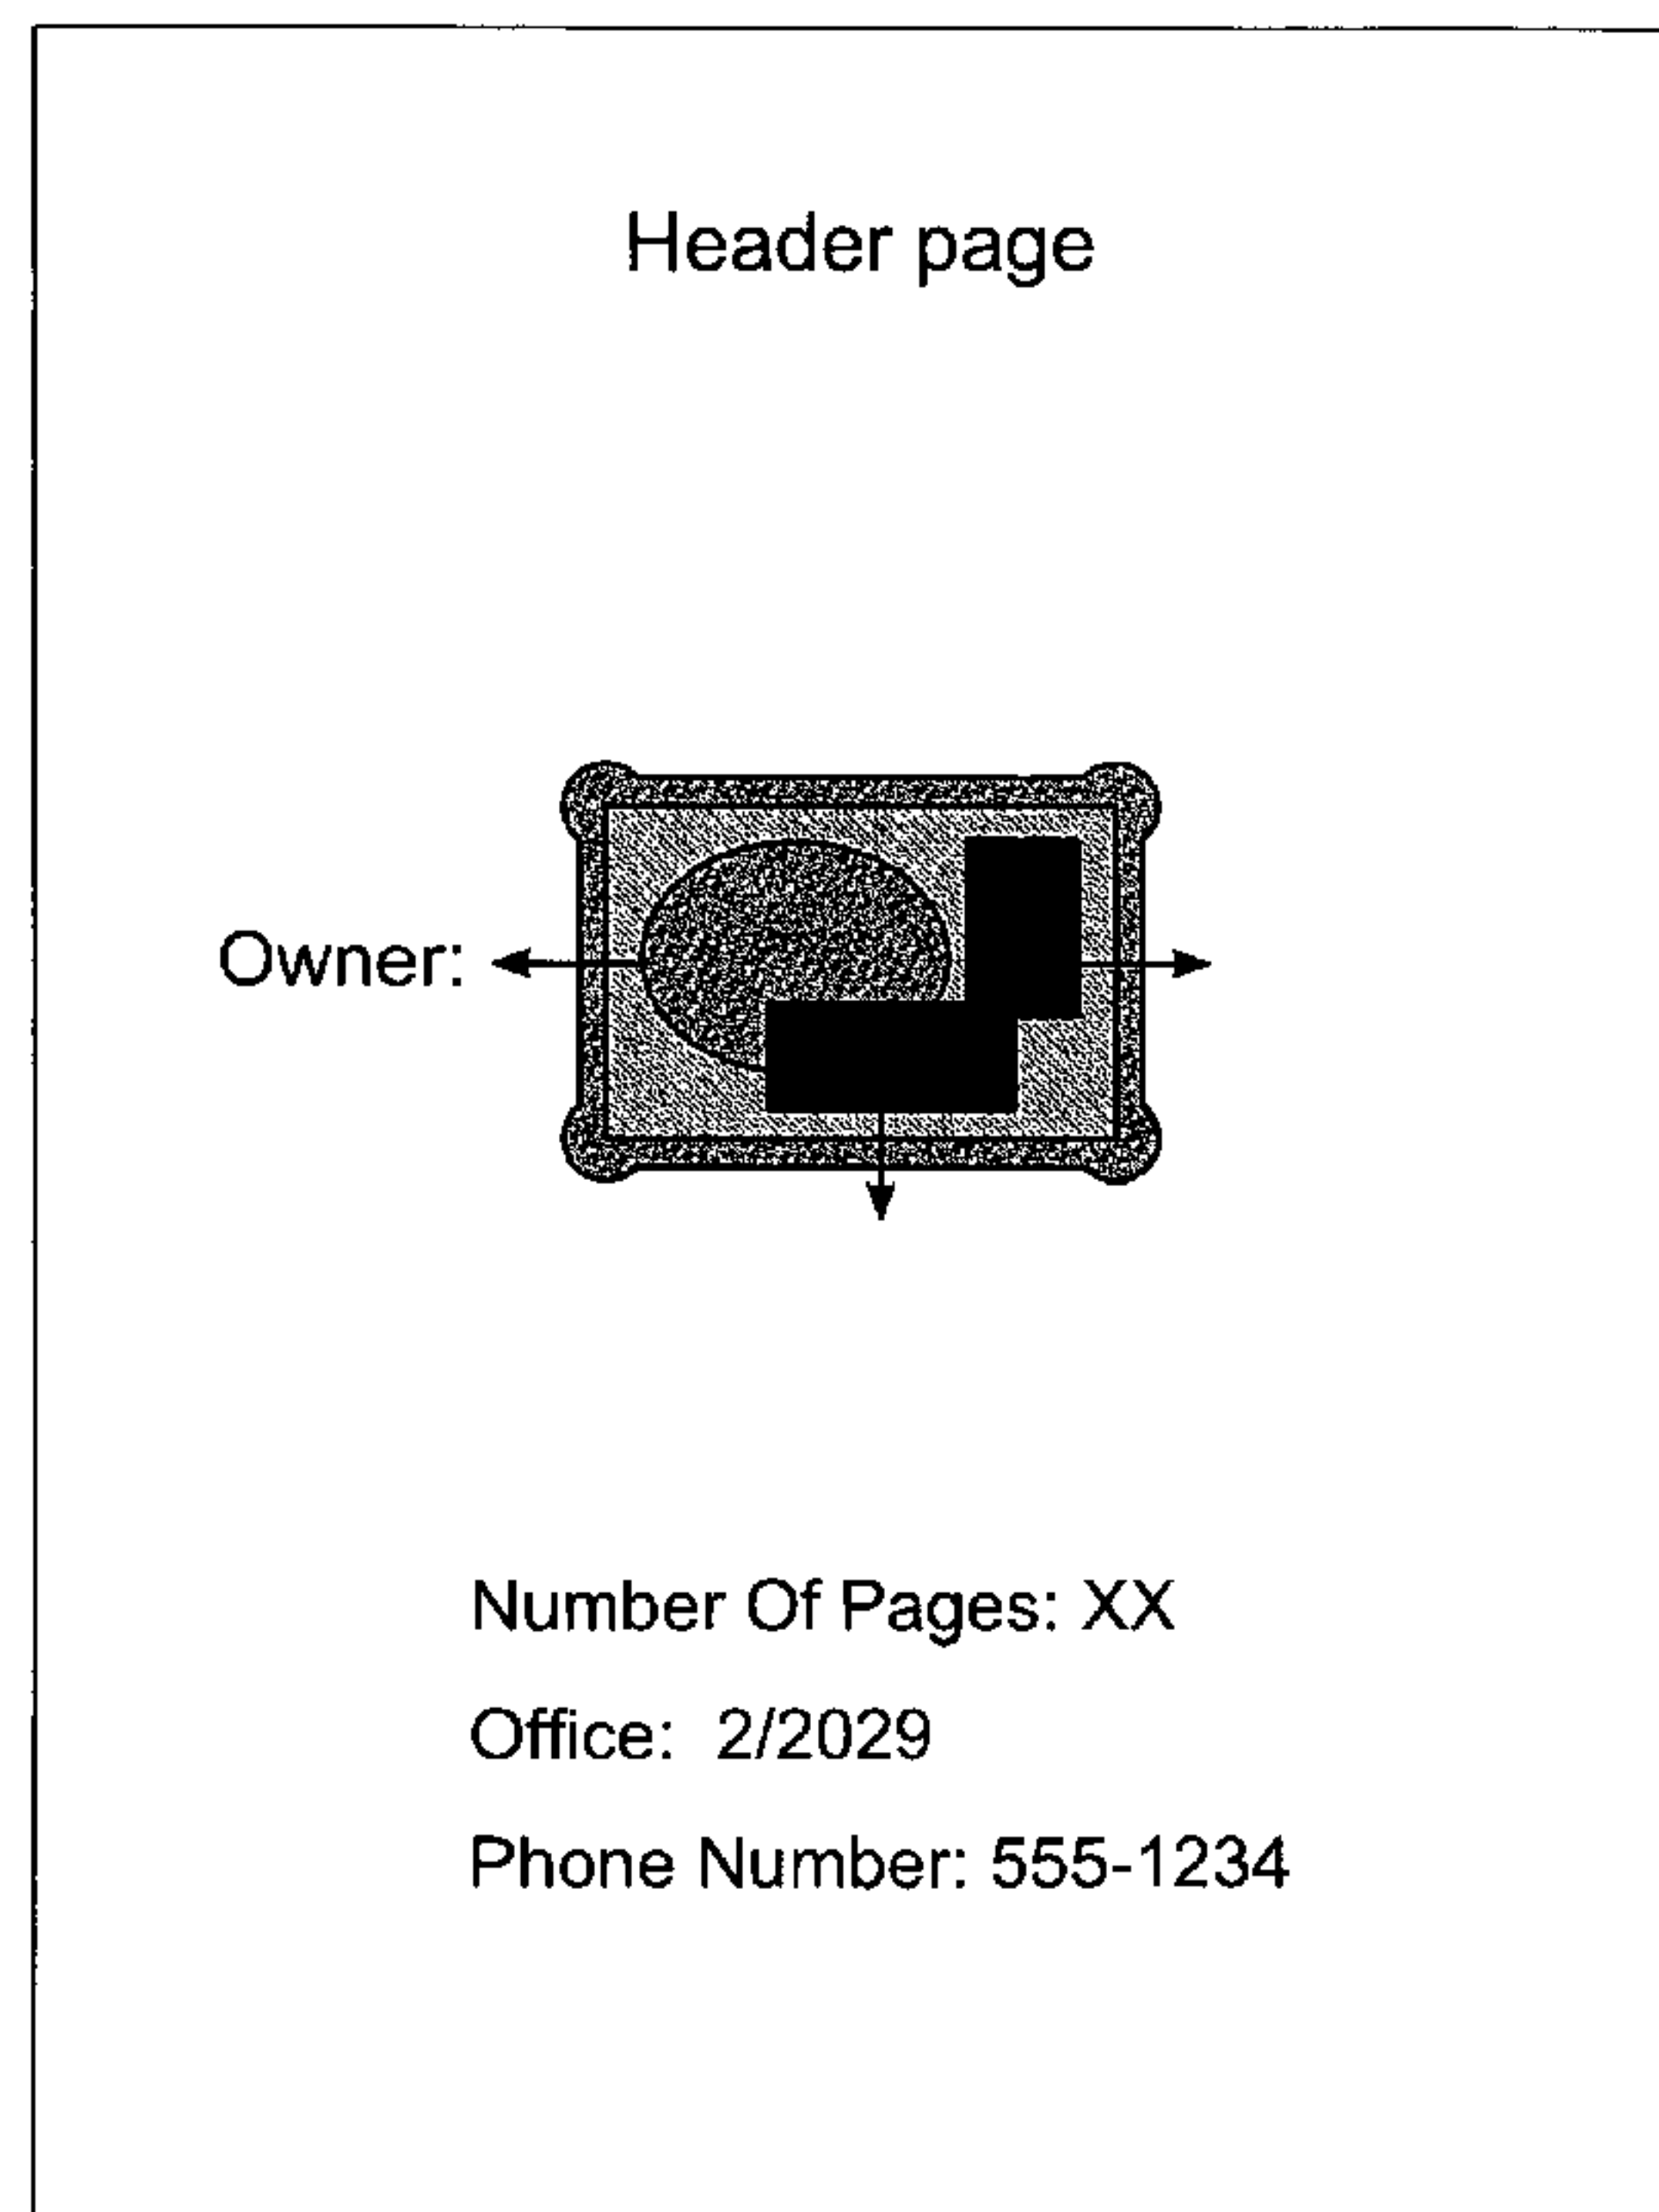 Header page
Owner:
Number Of Pages: XX
Office: 2/2029
Phone Number: 555-1234